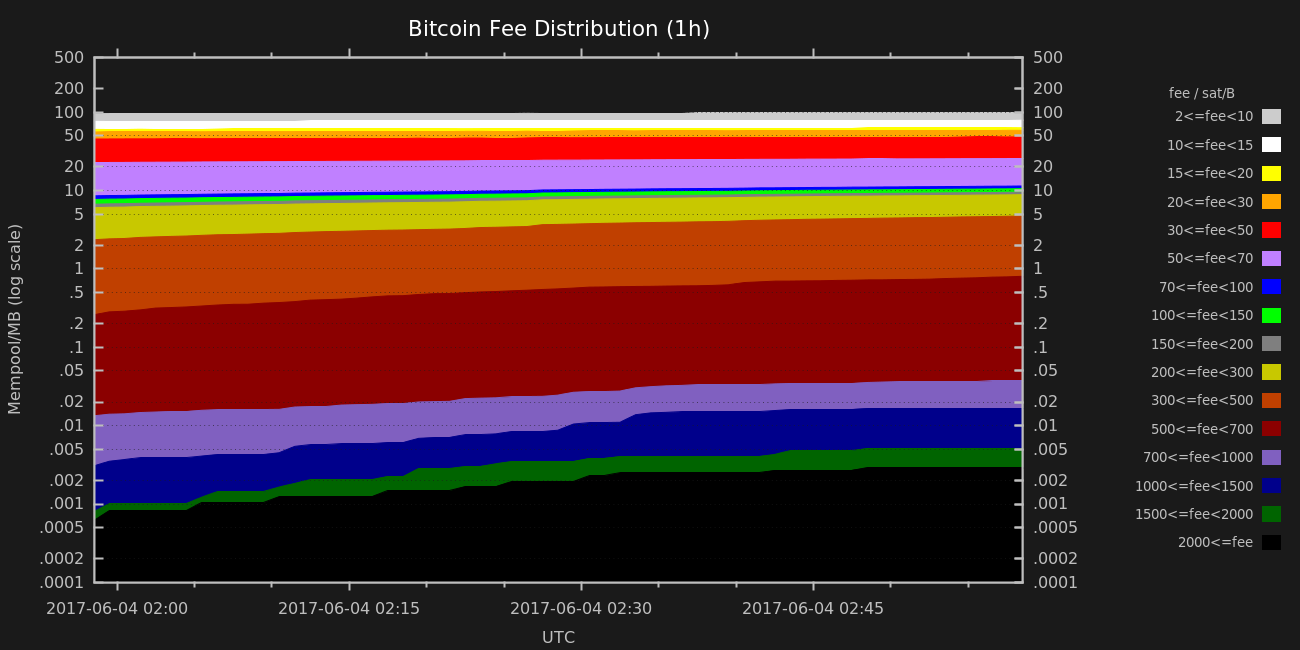 Bitcoin Fee Distribution (1h)
500
200
100
50
20
10
5
2
1
.5
.2
.1
.05
.02
.01
.005
.002
.001
.0005
.0002
.0001
Mempool/MB (log scale)
500
200
100
50
20
10
5
2
1
.5
.2
.1
.05
.02
.01
.005
.002
.001
.0005
.0002
.0001
2017-06-04 02:00 2017-06-04 02:15 2017-06-04 02:30 2017-06-04 02:45
UTC
fee / sat/B
2<=fee<10
10<=fee<15
15<=fee<20
20<=fee<30
30<=fee<50
50<=fee<70
70<=fee<100
100<=fee<150
150<=fee<200
200<=fee<300
300<=fee<500
500<=fee<700
700<=fee<1000
1000<=fee<1500
1500<=fee<2000
2000<=fee